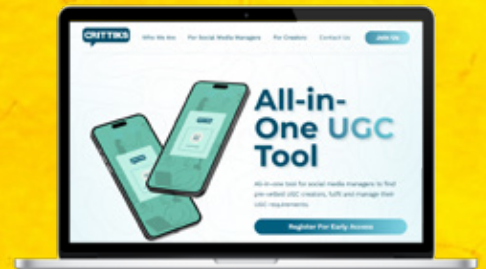 CRITTIKS
Who We Are For Social Media Managers For Creators Contact Us Join Us
All-in-
One UGC
Tool
All-in-one tool for social media managers to find
pre-vetted UGC creators, fulfil and manage their
UGC requirements.
Register For Early Access